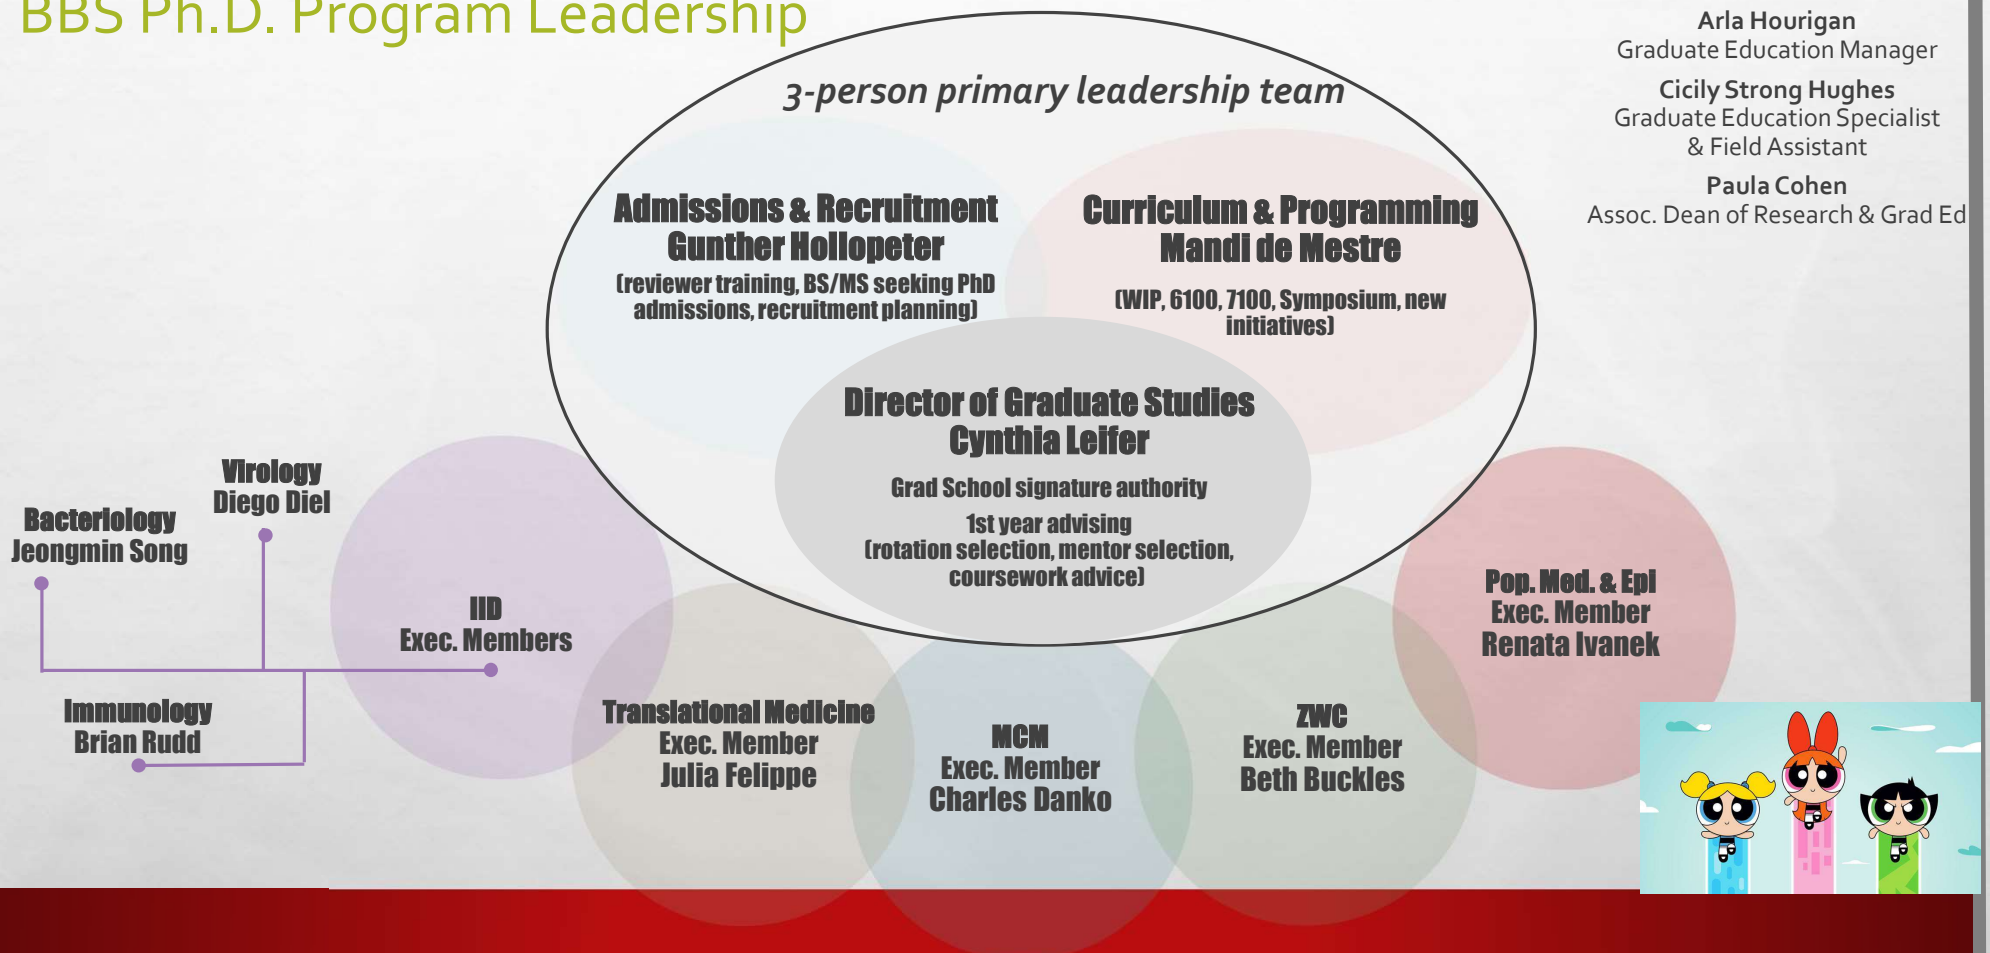 BBS Ph.D. Program Leadership
3-person primary leadership team
Arla Hourigan
Graduate Education Manager
Cicily Strong Hughes
Graduate Education Specialist
& Field Assistant
Paula Cohen
Assoc. Dean of Research & Grad Ed
Admissions & Recruitment
Gunther Hollopeter
(reviewer training, BS/MS seeking PhD
admissions, recruitment planning)
Curriculum & Programming
Mandi de Mestre
(WIP, 6100, 7100, Symposium, new
initiatives)
Director of Graduate Studies
Cynthia Leifer
Grad School signature authority
1st year advising
(rotation selection, mentor selection,
coursework advice)
Virology
Diego Diel
Bacteriology
Jeongmin Song
IID
Exec. Members
Immunology
Brian Rudd
Translational Medicine
Exec. Member
Julia Felippe
MCM
Exec. Member
Charles Danko
ZWC
Exec. Member
Beth Buckles
Pop. Med. & Epi
Exec. Member
Renata Ivanek